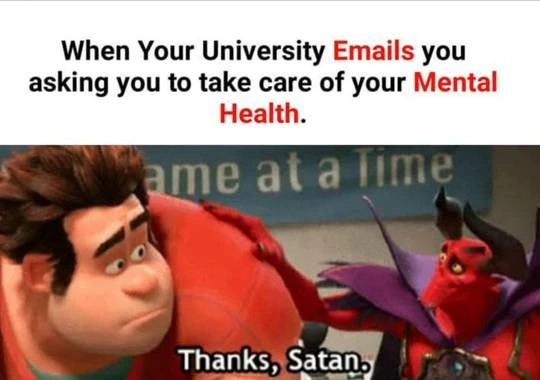 When Your University Emails you
asking you to take care of your Mental
Health.
ame at a Time
Thanks, Satan.